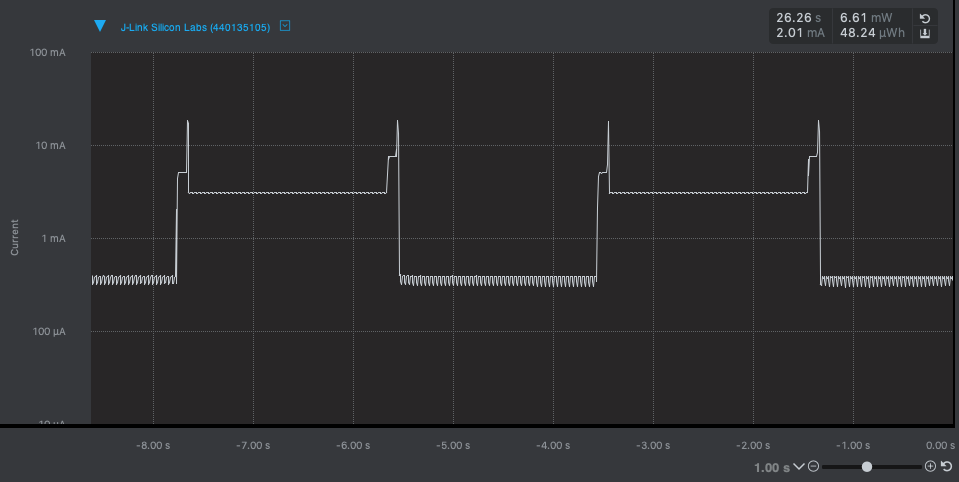 J-Link Silicon Labs (440135105)
26.26 s 6.61 mW
2.01 mA 48.24 µWh
100 mA
10 mA
Current
1 mA
100 µA
10 µA
-8.00 s -7.00 s -6.00 s -5.00 s -4.00 s -3.00 s -2.00 s -1.00 s 0.00 s
1.00 s